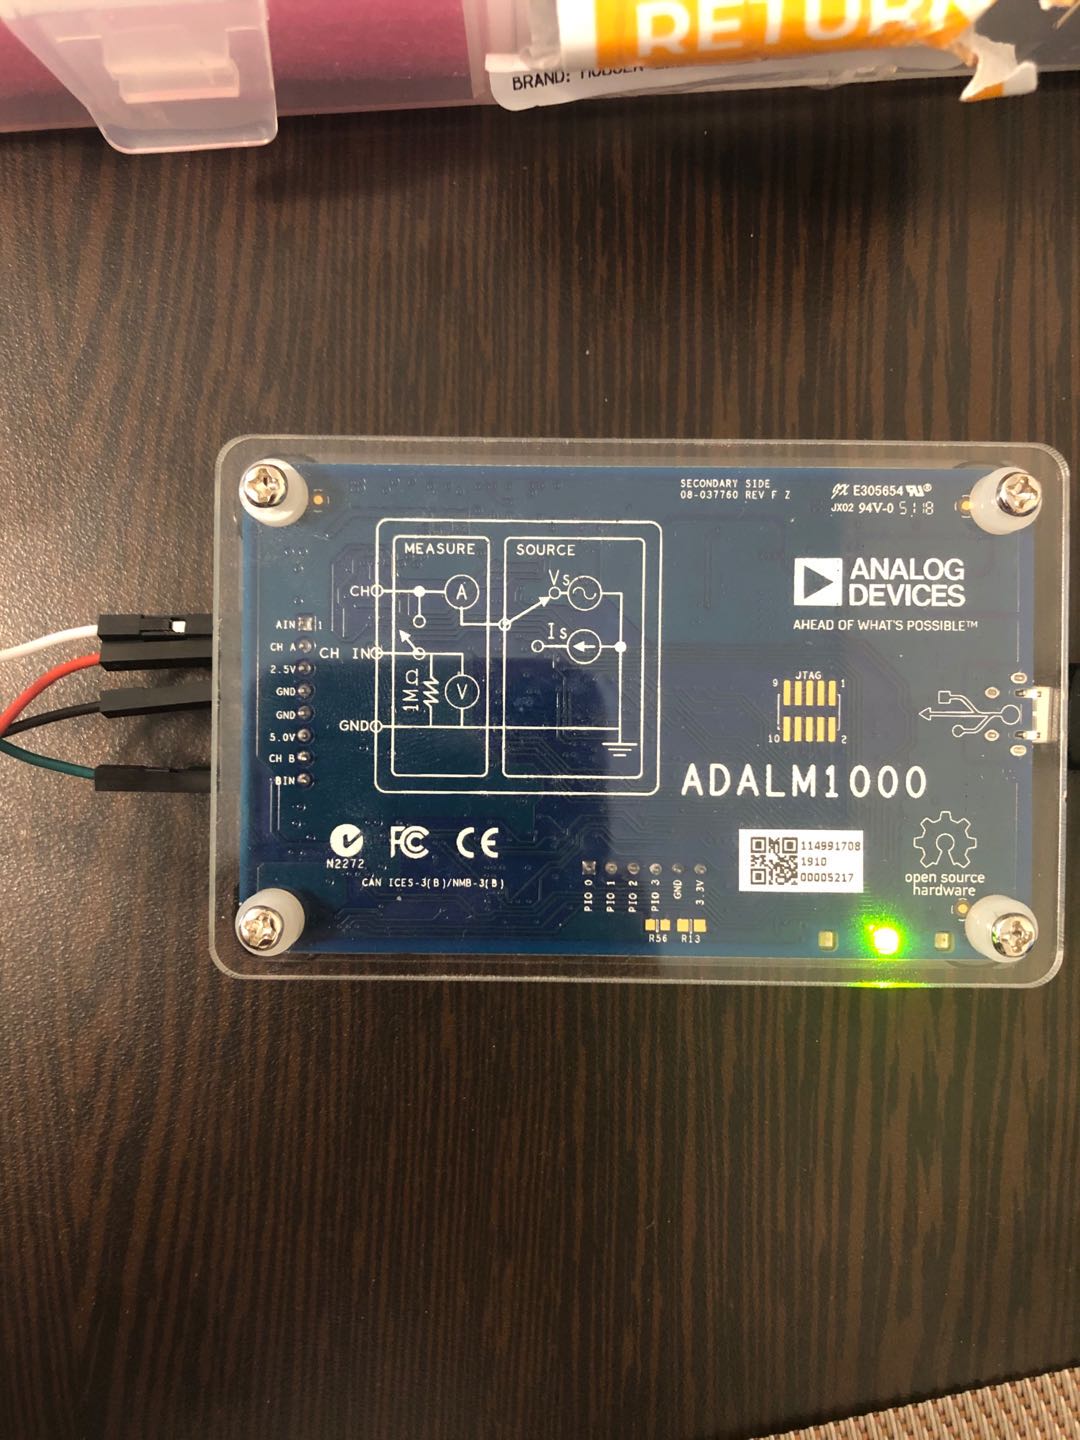 RETURN
BRAND:
SECONDARY SIDE
08-037760 REV F Z
E305654
JX02 94V-0 5118
MEASURE
SOURCE
CH
A
Vs
CH IN
Is
1MΩ
V
GND
AIN 1
CH A
2.5V
GND
GND
5.0V
CH B
BIN
ANALOG
DEVICES
AHEAD OF WHAT'S POSSIBLE™
JTAG
9 1
10 2
ADALM1000
N2272
FC CE
CAN ICES-3(B)/NMB-3(B)
PIO 0
PIO 1
PIO 2
PIO 3
GND
3.3V
R56 R13
114991708
1910
00005217
open source
hardware